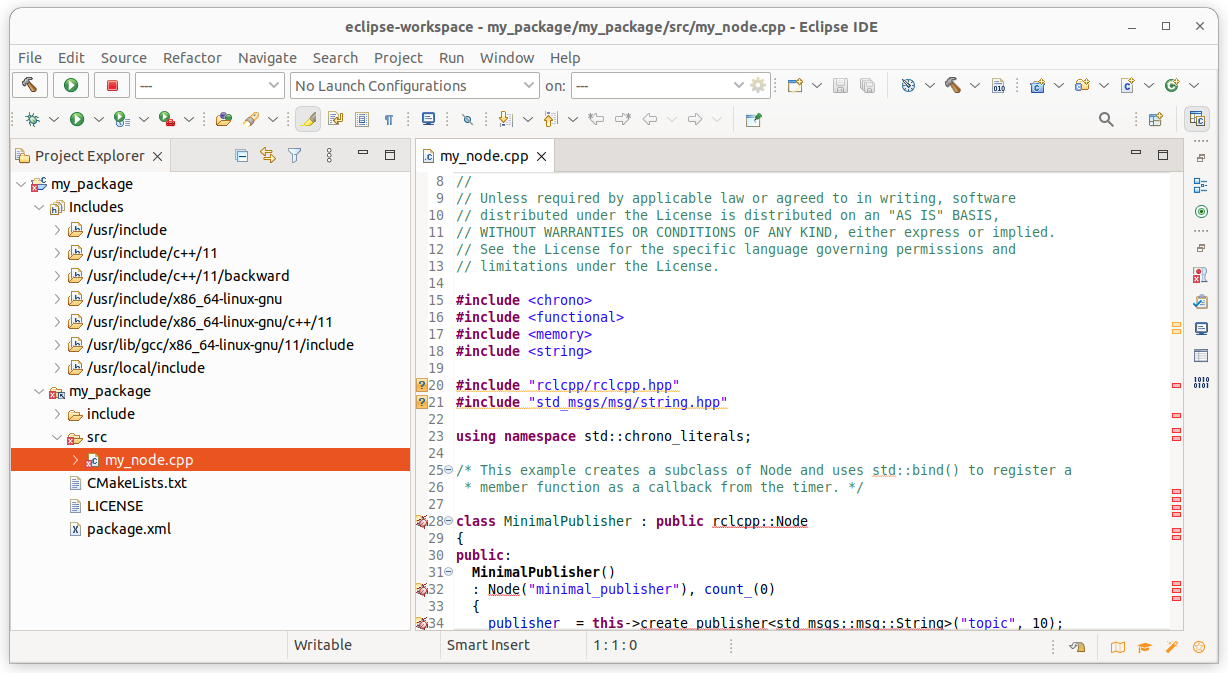 eclipse-workspace - my_package/my_package/src/my_node.cpp - Eclipse IDE
File Edit Source Refactor Navigate Search Project Run Window Help
--- No Launch Configurations on: ---
Project Explorer
my_package
Includes
/usr/include
/usr/include/c++/11
/usr/include/c++/11/backward
/usr/include/x86_64-linux-gnu
/usr/include/x86_64-linux-gnu/c++/11
/usr/lib/gcc/x86_64-linux-gnu/11/include
/usr/local/include
my_package
include
src
my_node.cpp
CMakeLists.txt
LICENSE
package.xml
my_node.cpp
8 //
9 // Unless required by applicable law or agreed to in writing, software
10 // distributed under the License is distributed on an "AS IS" BASIS,
11 // WITHOUT WARRANTIES OR CONDITIONS OF ANY KIND, either express or implied.
12 // See the License for the specific language governing permissions and
13 // limitations under the License.
14
15 #include <chrono>
16 #include <functional>
17 #include <memory>
18 #include <string>
19
20 #include "rclcpp/rclcpp.hpp"
21 #include "std_msgs/msg/string.hpp"
22
23 using namespace std::chrono_literals;
24
25 /* This example creates a subclass of Node and uses std::bind() to register a
26 * member function as a callback from the timer. */
27
28 class MinimalPublisher : public rclcpp::Node
29 {
30 public:
31 MinimalPublisher()
32 : Node("minimal_publisher"), count_(0)
33 {
34 publisher_ = this->create_publisher<std_msgs::msg::String>("topic", 10);
Writable Smart Insert 1 : 1 : 0